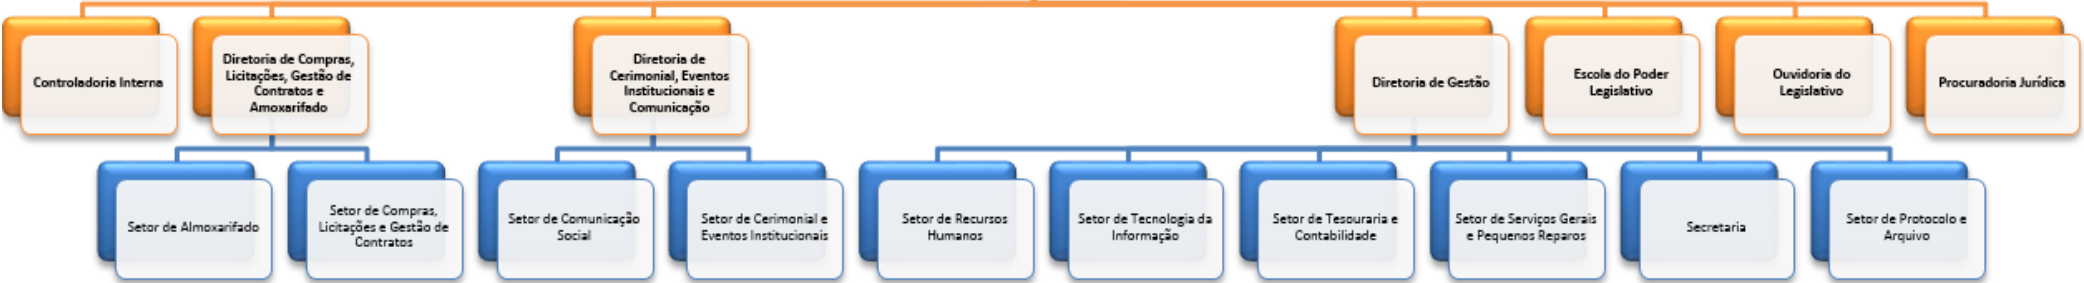 Controladoria Interna
Diretoria de Compras,
Licitações, Gestão de
Contratos e
Amoxarifado
Diretoria de
Cerimonial, Eventos
Institucionais e
Comunicação
Diretoria de Gestão
Escola do Poder
Legislativo
Ouvidoria do
Legislativo
Procuradoria Jurídica
Setor de Almoxarifado
Setor de Compras,
Licitações e Gestão de
Contratos
Setor de Comunicação
Social
Setor de Cerimonial e
Eventos Institucionais
Setor de Recursos
Humanos
Setor de Tecnologia da
Informação
Setor de Tesouraria e
Contabilidade
Setor de Serviços Gerais
e Pequenos Reparos
Secretaria
Setor de Protocolo e
Arquivo